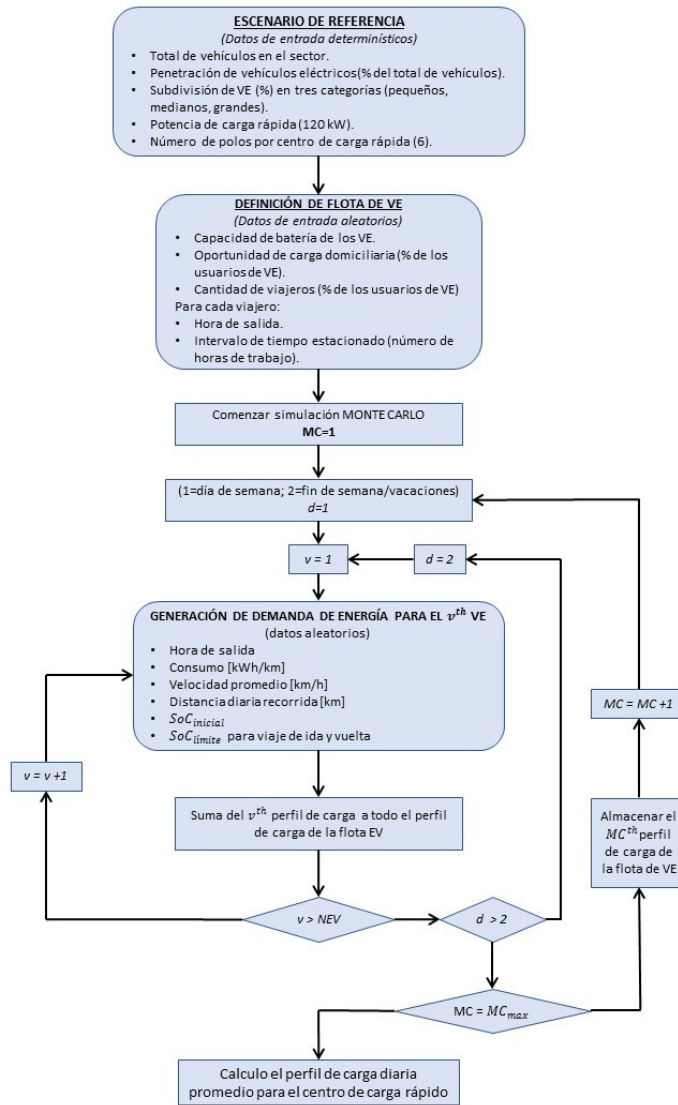 ESCENARIO DE REFERENCIA
(Datos de entrada determinísticos)
• Total de vehículos en el sector.
• Penetración de vehículos eléctricos(% del total de vehículos).
• Subdivisión de VE (%) en tres categorías (pequeños,
medianos, grandes).
• Potencia de carga rápida (120 kW).
• Número de polos por centro de carga rápida (6).
DEFINICIÓN DE FLOTA DE VE
(Datos de entrada aleatorios)
• Capacidad de batería de los VE.
• Oportunidad de carga domiciliaria (% de los
usuarios de VE).
• Cantidad de viajeros (% de los usuarios de VE)
Para cada viajero:
• Hora de salida.
• Intervalo de tiempo estacionado (número de
horas de trabajo).
Comenzar simulación MONTE CARLO
MC=1
(1=día de semana; 2=fin de semana/vacaciones)
d=1
v = 1
d = 2
GENERACIÓN DE DEMANDA DE ENERGÍA PARA EL v^th VE
(datos aleatorios)
• Hora de salida
• Consumo [kWh/km]
• Velocidad promedio [km/h]
• Distancia diaria recorrida [km]
• SoC_inicial
• SoC_límite para viaje de ida y vuelta
MC = MC +1
v = v +1
Suma del v^th perfil de carga a todo el perfil
de carga de la flota EV
Almacenar el
MC^th perfil
de carga de
la flota de VE
v > NEV
d > 2
MC = MC_max
Calculo el perfil de carga diaria
promedio para el centro de carga rápido